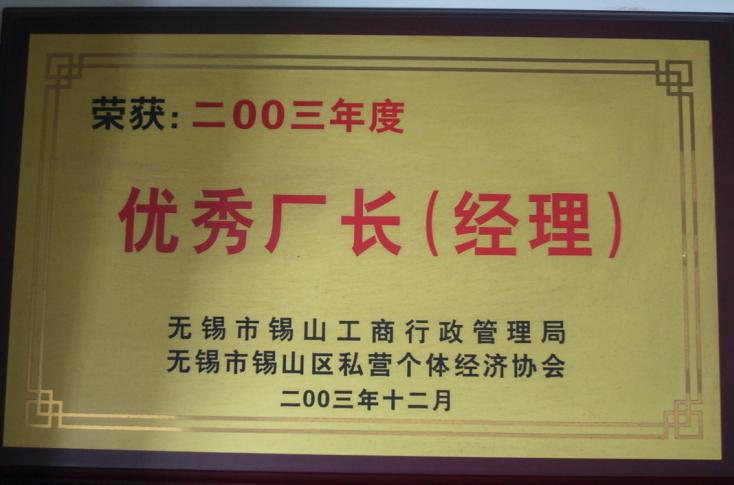 荣获:二00三年度
优秀厂长(经理)
无锡市锡山工商行政管理局
无锡市锡山区私营个体经济协会
二00三年十二月